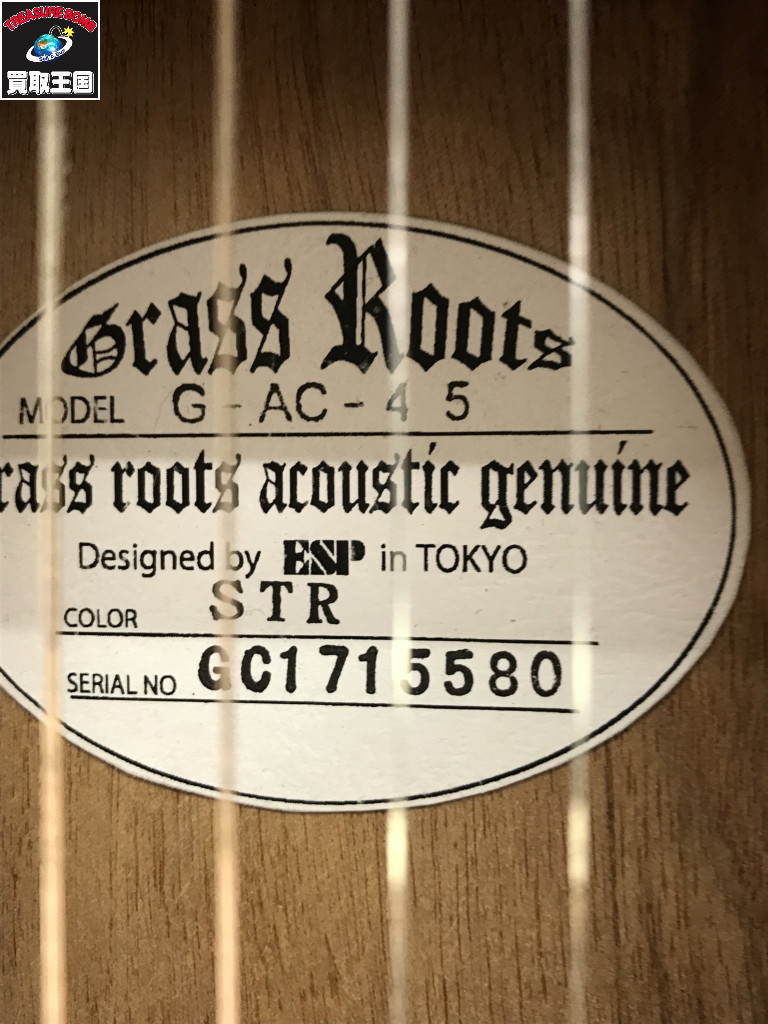 TREASURE BOMB
買取王国
Grass Roots
MODEL G-AC-45
rass roots acoustic genuine
Designed by ESP in TOKYO
COLOR STR
SERIAL NO GC1715580